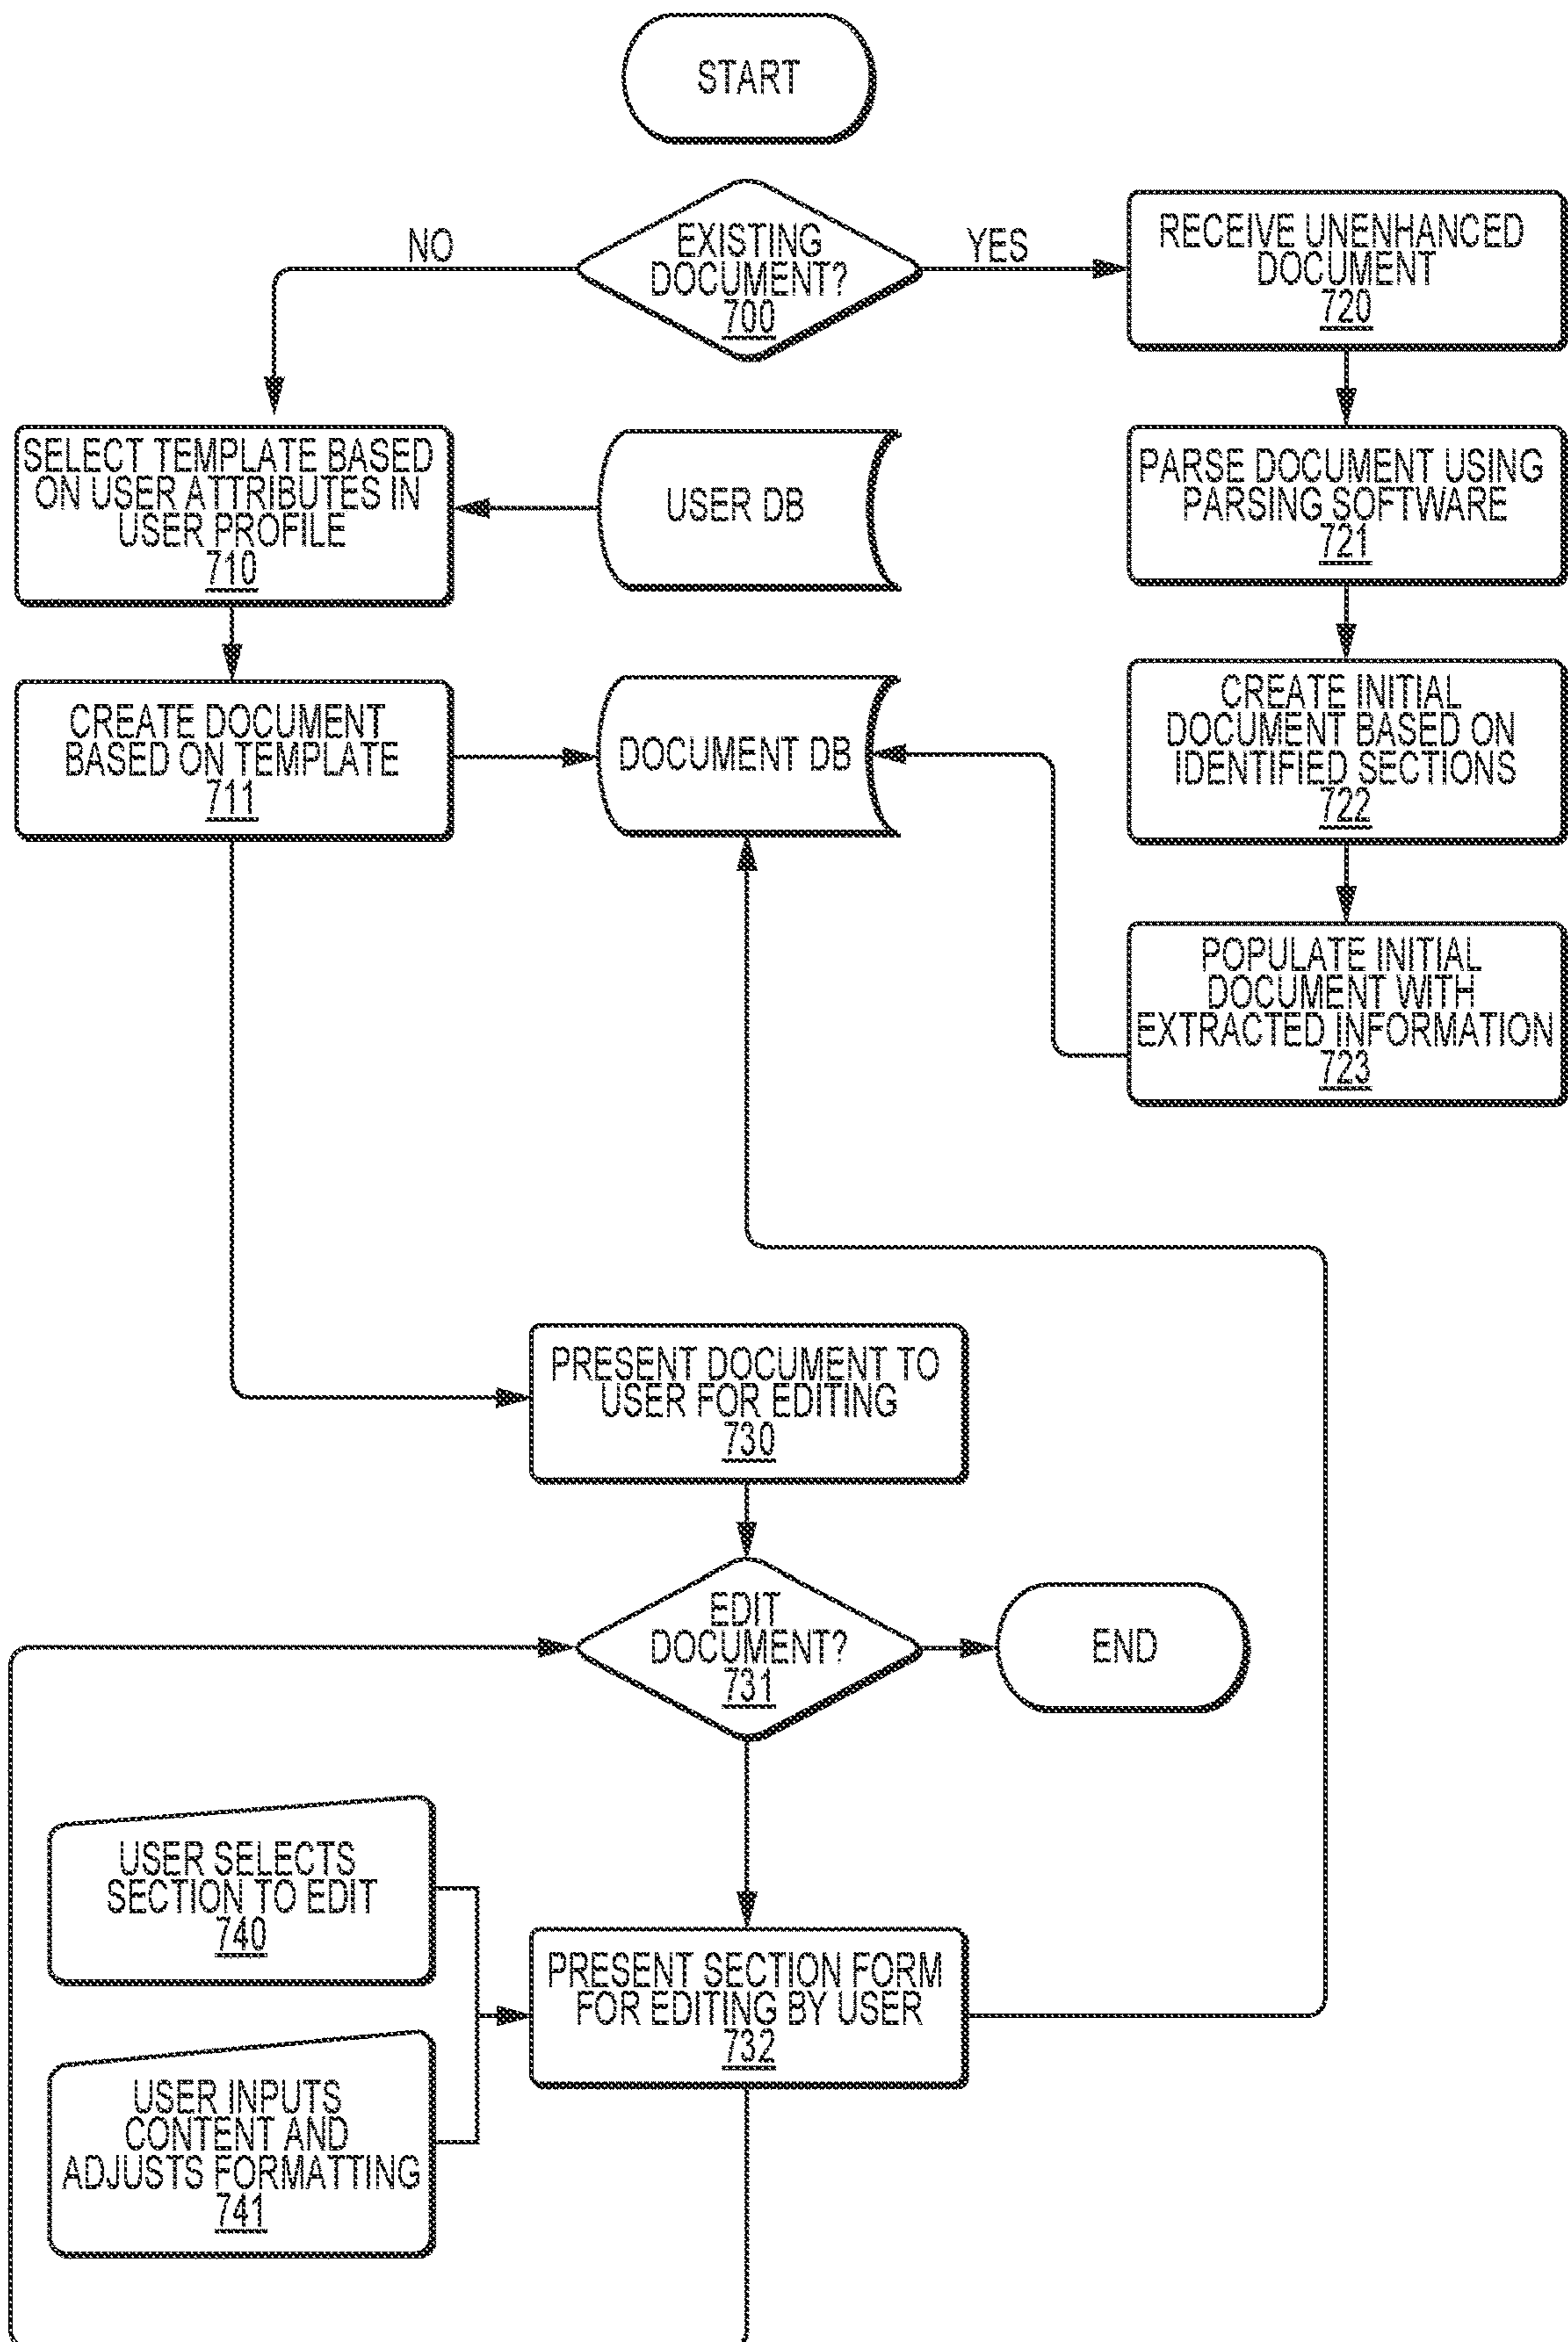 START
EXISTING
DOCUMENT?
700
NO
YES
RECEIVE UNENHANCED
DOCUMENT
720
SELECT TEMPLATE BASED
ON USER ATTRIBUTES IN
USER PROFILE
710
USER DB
PARSE DOCUMENT USING
PARSING SOFTWARE
721
CREATE DOCUMENT
BASED ON TEMPLATE
711
DOCUMENT DB
CREATE INITIAL
DOCUMENT BASED ON
IDENTIFIED SECTIONS
722
POPULATE INITIAL
DOCUMENT WITH
EXTRACTED INFORMATION
723
PRESENT DOCUMENT TO
USER FOR EDITING
730
EDIT
DOCUMENT?
731
END
USER SELECTS
SECTION TO EDIT
740
PRESENT SECTION FORM
FOR EDITING BY USER
732
USER INPUTS
CONTENT AND
ADJUSTS FORMATTING
741